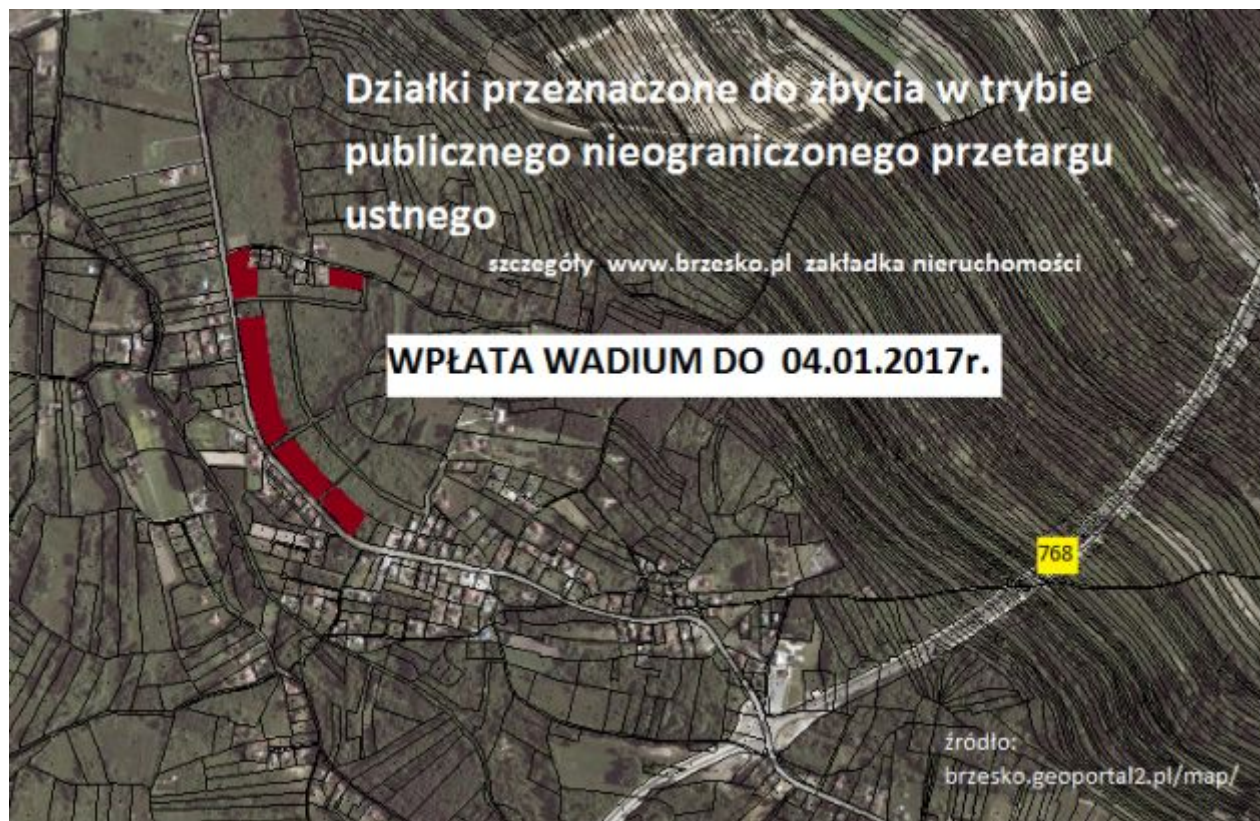 Działki przeznaczone do zbycia w trybie
publicznego nieograniczonego przetargu
ustnego
szczegóły www.brzesko.pl zakładka nieruchomości
WPŁATA WADIUM DO 04.01.2017r.
768
źródło:
brzesko.geoportal2.pl/map/